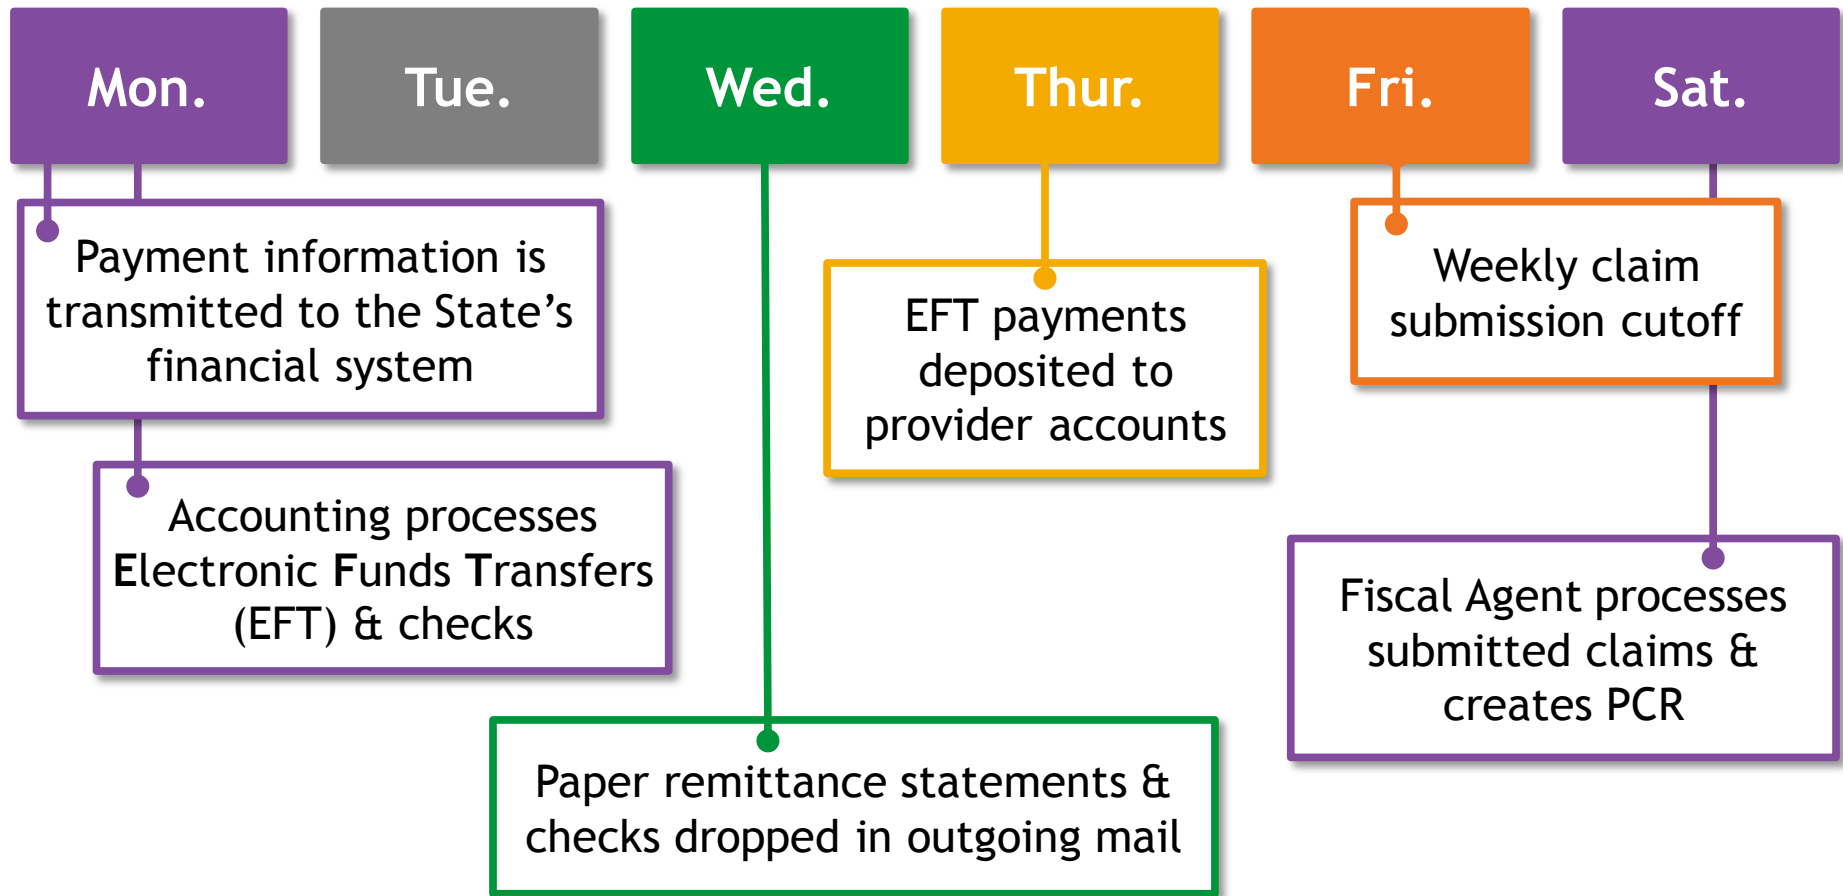 Mon.
Tue.
Wed.
Thur.
Fri.
Sat.
Payment information is
transmitted to the State’s
financial system
Accounting processes
Electronic Funds Transfers
(EFT) & checks
Paper remittance statements &
checks dropped in outgoing mail
EFT payments
deposited to
provider accounts
Weekly claim
submission cutoff
Fiscal Agent processes
submitted claims &
creates PCR